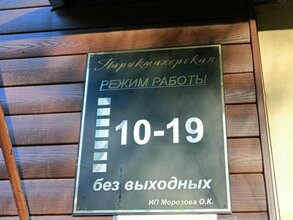 Парикмахерская
РЕЖИМ РАБОТЫ
10-19
без выходных
ИП Морозова О.К.